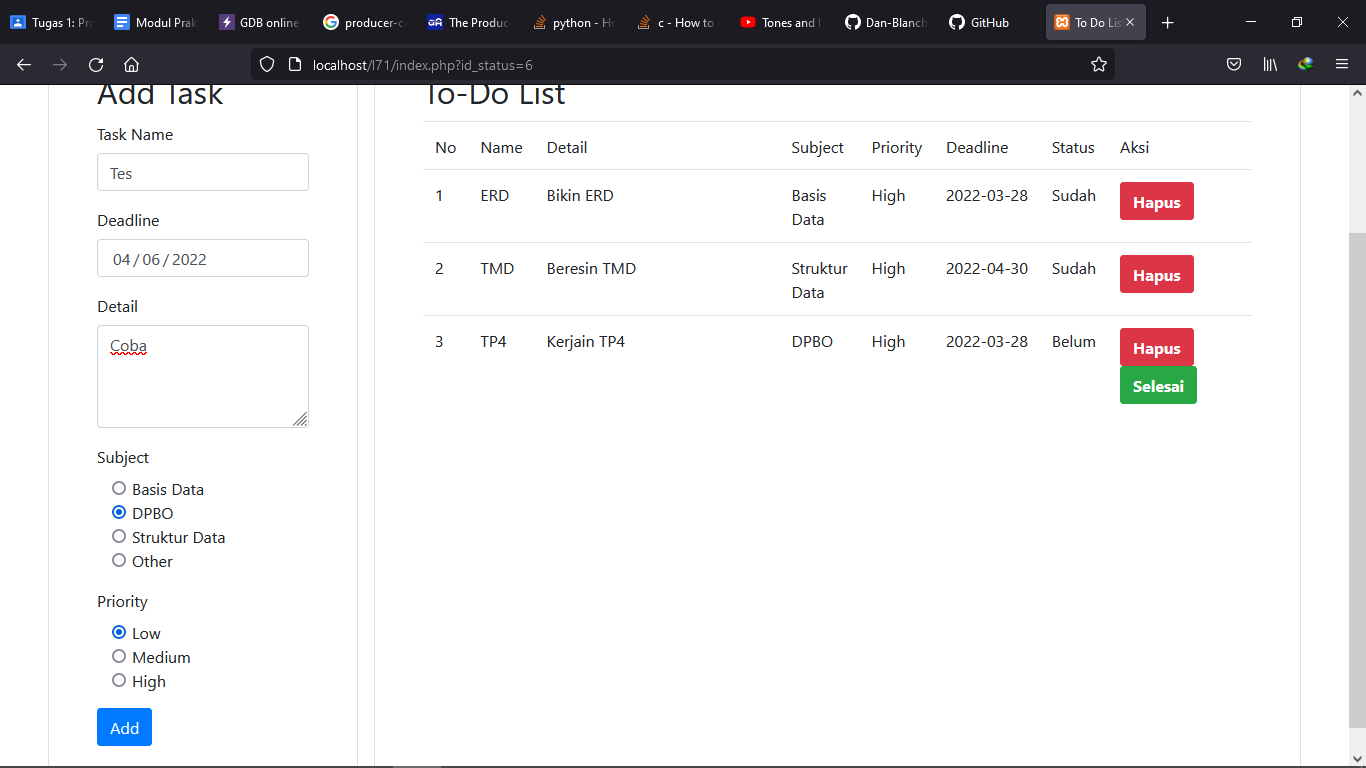 Tugas 1: Pro
Modul Prak
GDB online
producer-c
The Produc
python - Ho
c - How to i
Tones and I
Dan-Blanch
GitHub
To Do Lis
localhost/l71/index.php?id_status=6
Add Task
Task Name
Tes
Deadline
04 / 06 / 2022
Detail
Coba
Subject
Basis Data
DPBO
Struktur Data
Other
Priority
Low
Medium
High
Add
To-Do List
No Name Detail Subject Priority Deadline Status Aksi
1 ERD Bikin ERD Basis Data High 2022-03-28 Sudah Hapus
2 TMD Beresin TMD Struktur Data High 2022-04-30 Sudah Hapus
3 TP4 Kerjain TP4 DPBO High 2022-03-28 Belum Hapus
Selesai